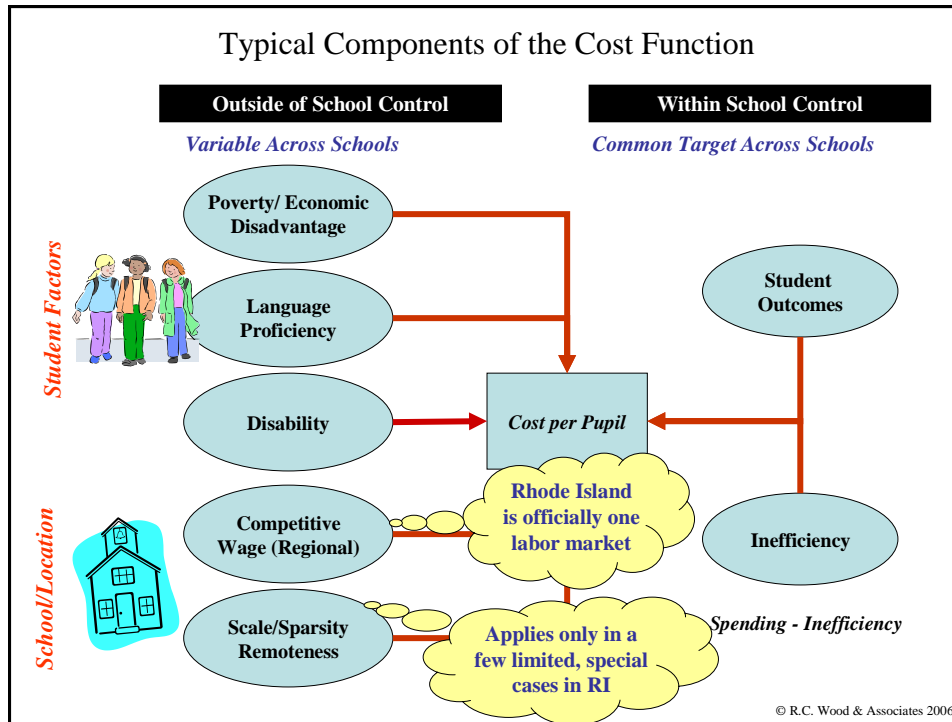 Typical Components of the Cost Function
Outside of School Control
Within School Control
Variable Across Schools
Common Target Across Schools
Student Factors
Poverty/ Economic
Disadvantage
Language
Proficiency
Disability
Cost per Pupil
Student
Outcomes
School/Location
Competitive
Wage (Regional)
Rhode Island
is officially one
labor market
Inefficiency
Scale/Sparsity
Remoteness
Applies only in a
few limited, special
cases in RI
Spending - Inefficiency
© R.C. Wood & Associates 2006